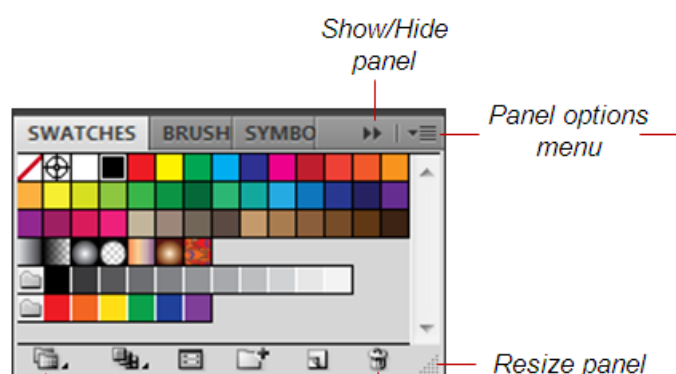 Show/Hide
panel
SWATCHES BRUSH SYMBO
Panel options
menu
Resize panel